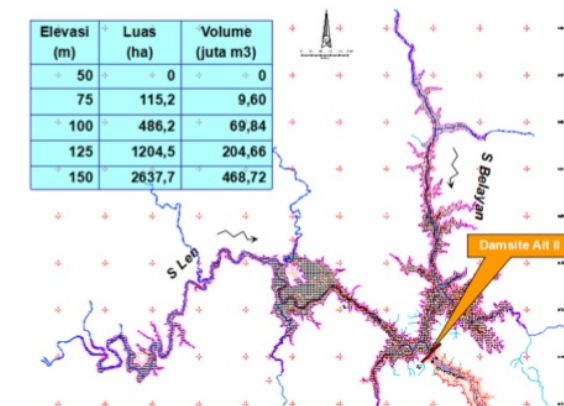 Elevasi (m) Luas (ha) Volume (juta m3)
50 0 0
75 115,2 9,60
100 486,2 69,84
125 1204,5 204,66
150 2637,7 468,72
S Belayan
Damsite Alt II
S Len